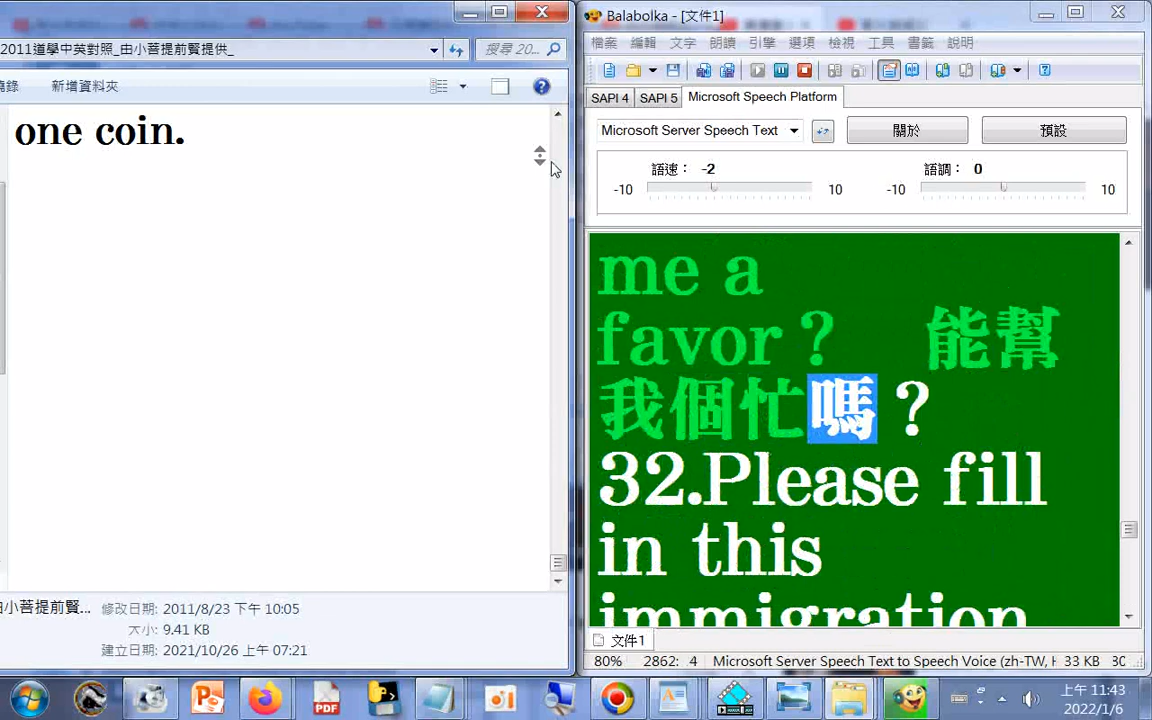 2011道學中英對照_由小菩提前賢提供_
搜尋 20...
新增資料夾
one coin.
由小菩提前賢... 修改日期: 2011/8/23 下午 10:05
大小: 9.41 KB
建立日期: 2021/10/26 上午 07:21
Balabolka - [文件1]
檔案 編輯 文字 朗讀 引擎 選項 檢視 工具 書籤 說明
SAPI 4 SAPI 5 Microsoft Speech Platform
Microsoft Server Speech Text 關於 預設
語速： -2 語調： 0
-10 10 -10 10
me a
favor？ 能幫
我個忙嗎？
32.Please fill
in this
immigration
文件1
80% 2862: 4 Microsoft Server Speech Text to Speech Voice (zh-TW, H 33 KB 30
PDF
上午 11:43
2022/1/6